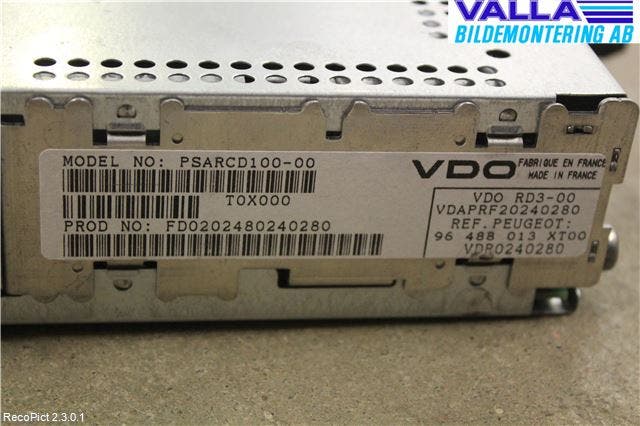 VALLA
BILDEMONTERING AB
MODEL NO: PSARCD100-00
T0X000
PROD NO: FD0202480240280
VDO FABRIQUE EN FRANCE
MADE IN FRANCE
VDO RD3-00
VDAPRF20240280
REF.PEUGEOT:
96 488 013 XT00
VDR0240280
RecoPict 2.3.0.1